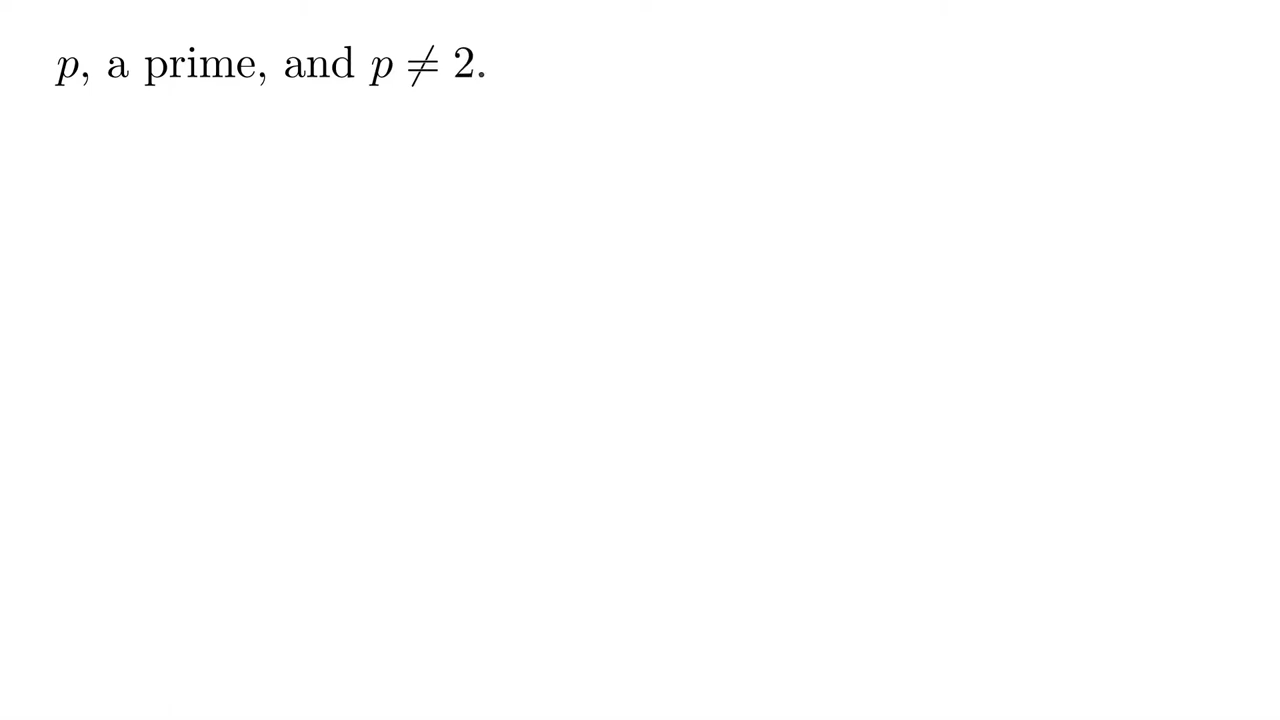 p, a prime, and p ≠ 2.